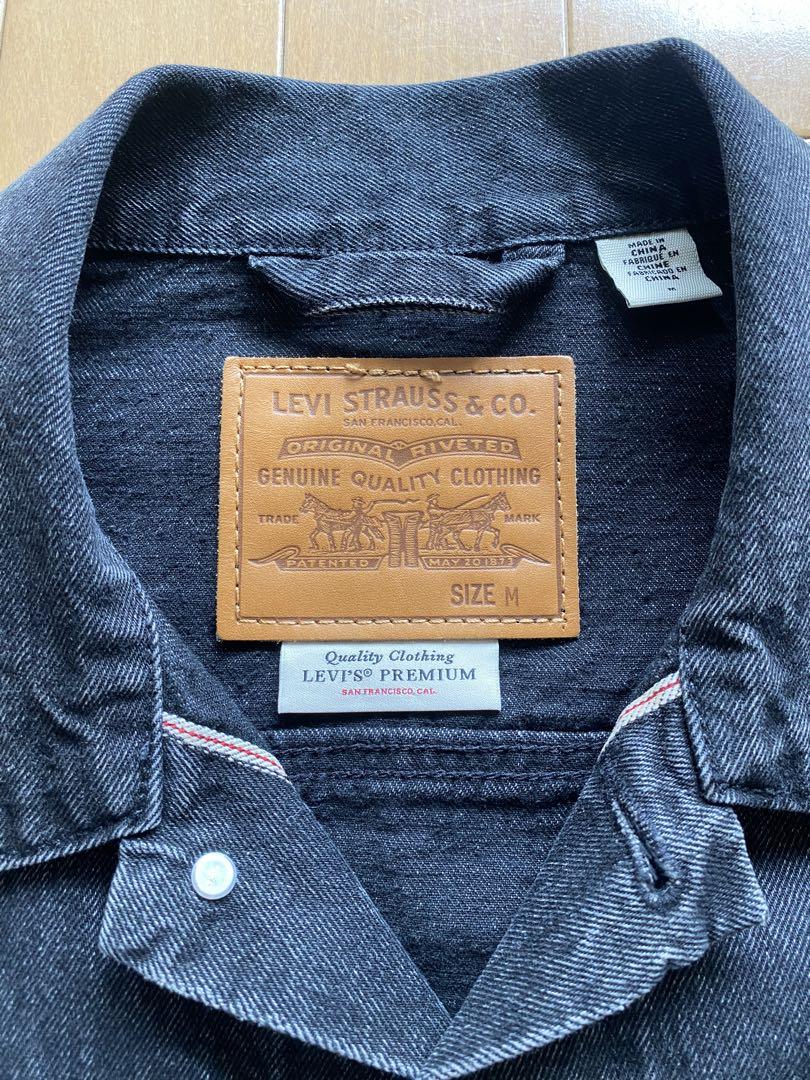 MADE IN
CHINA
FABRIQUÉ EN
CHINE
FABRICADO EN
CHINA
M
LEVI STRAUSS & CO.
SAN FRANCISCO, CAL.
ORIGINAL RIVETED
GENUINE QUALITY CLOTHING
TRADE MARK
PATENTED MAY 20 1873
SIZE M
Quality Clothing
LEVI'S® PREMIUM
SAN FRANCISCO, CAL.